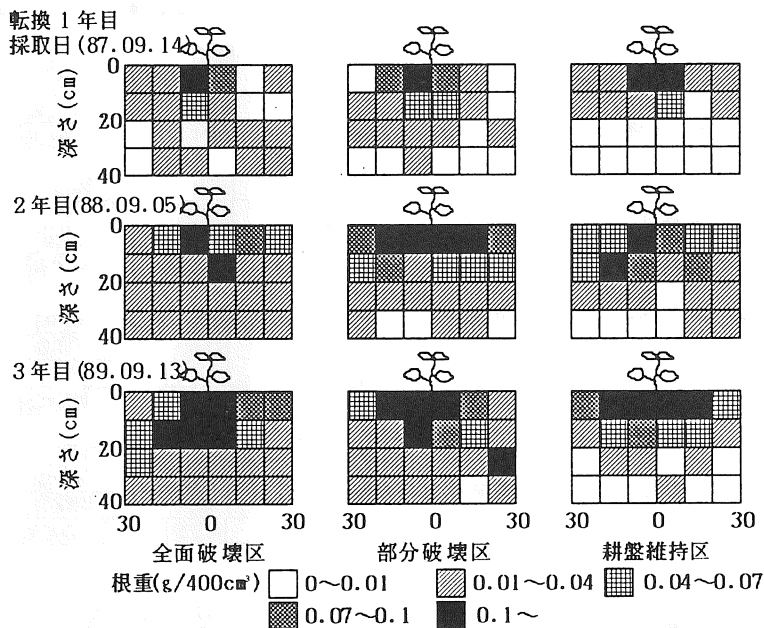 転換1年目
採取日(87.09.14)
0
20
40
深さ(cm)
2年目(88.09.05)
0
20
40
深さ(cm)
3年目(89.09.13)
0
20
40
深さ(cm)
30 0 30 30 0 30 30 0 30
全面破壊区 部分破壊区 耕盤維持区
根重(g/400cm³) 0～0.01 0.01～0.04 0.04～0.07
0.07～0.1 0.1～